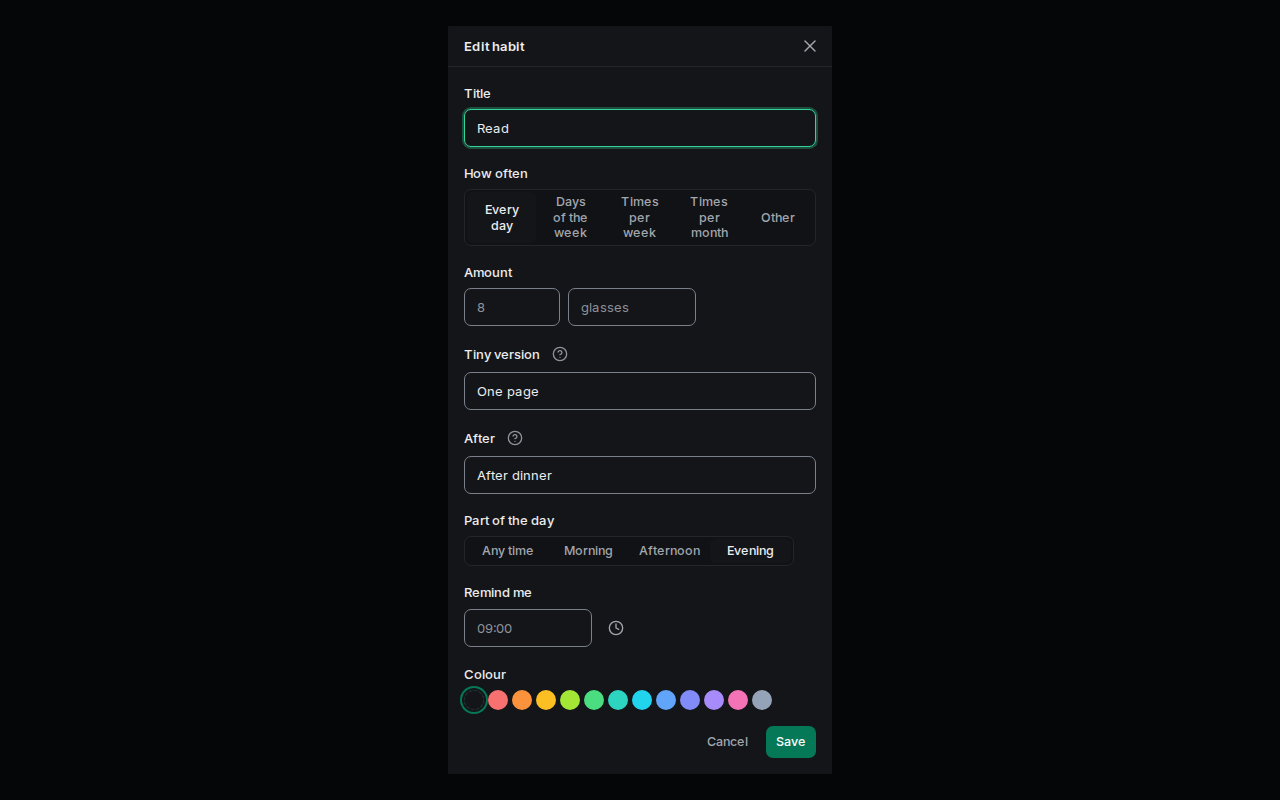 Edit habit
Title
Read
How often
Every day
Days of the week
Times per week
Times per month
Other
Amount
8
glasses
Tiny version
One page
After
After dinner
Part of the day
Any time
Morning
Afternoon
Evening
Remind me
09:00
Colour
Cancel
Save